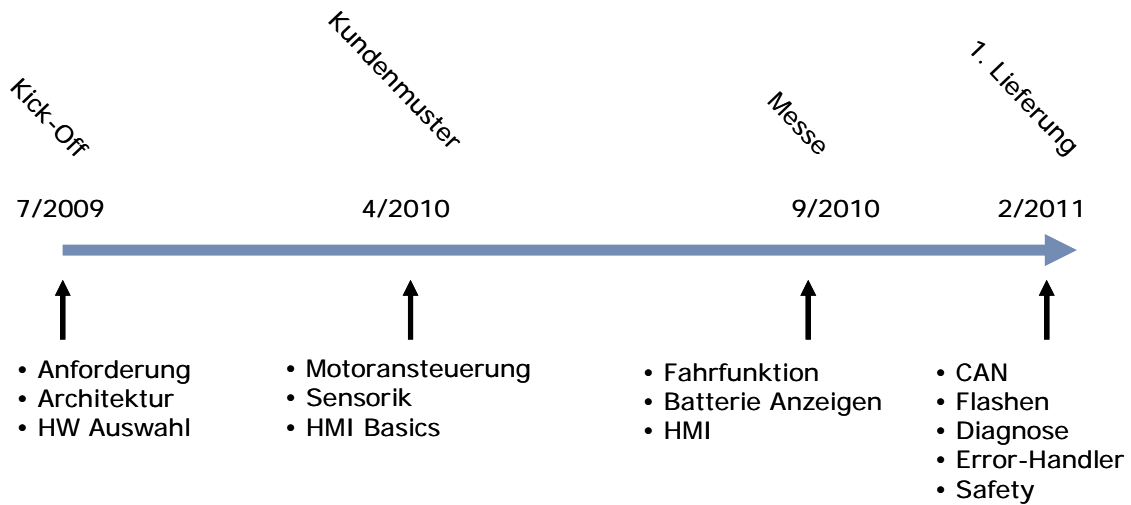 Kick-Off
Kundenmuster
Messe
1. Lieferung
7/2009
4/2010
9/2010
2/2011
• Anforderung
• Architektur
• HW Auswahl
• Motoransteuerung
• Sensorik
• HMI Basics
• Fahrfunktion
• Batterie Anzeigen
• HMI
• CAN
• Flashen
• Diagnose
• Error-Handler
• Safety